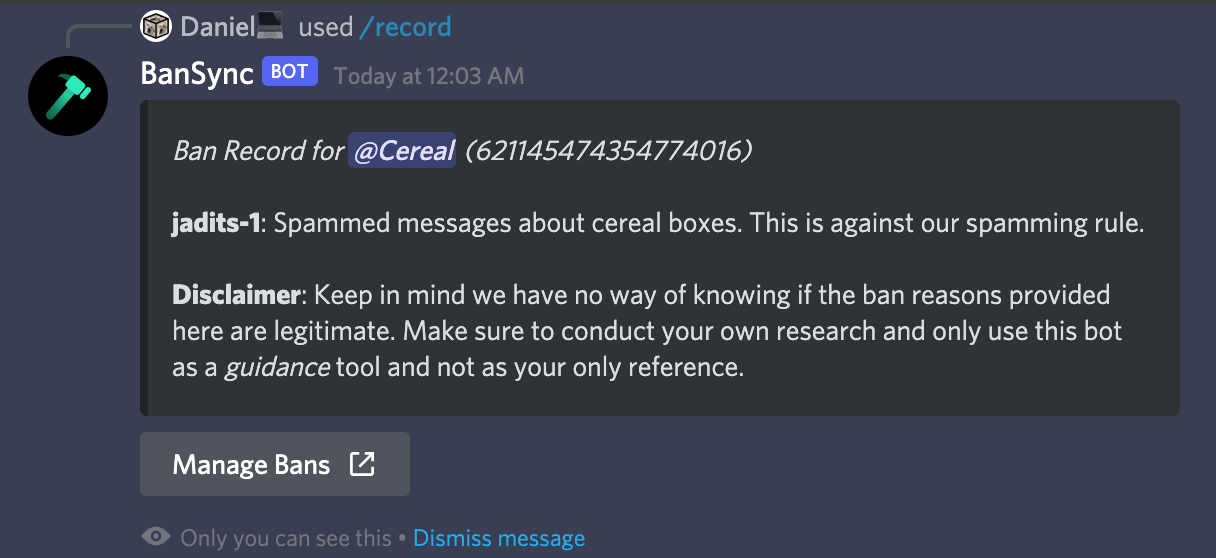 Daniel💻 used /record
BanSync BOT Today at 12:03 AM
Ban Record for @Cereal (621145474354774016)
jadits-1: Spammed messages about cereal boxes. This is against our spamming rule.
Disclaimer: Keep in mind we have no way of knowing if the ban reasons provided
here are legitimate. Make sure to conduct your own research and only use this bot
as a guidance tool and not as your only reference.
Manage Bans
Only you can see this • Dismiss message